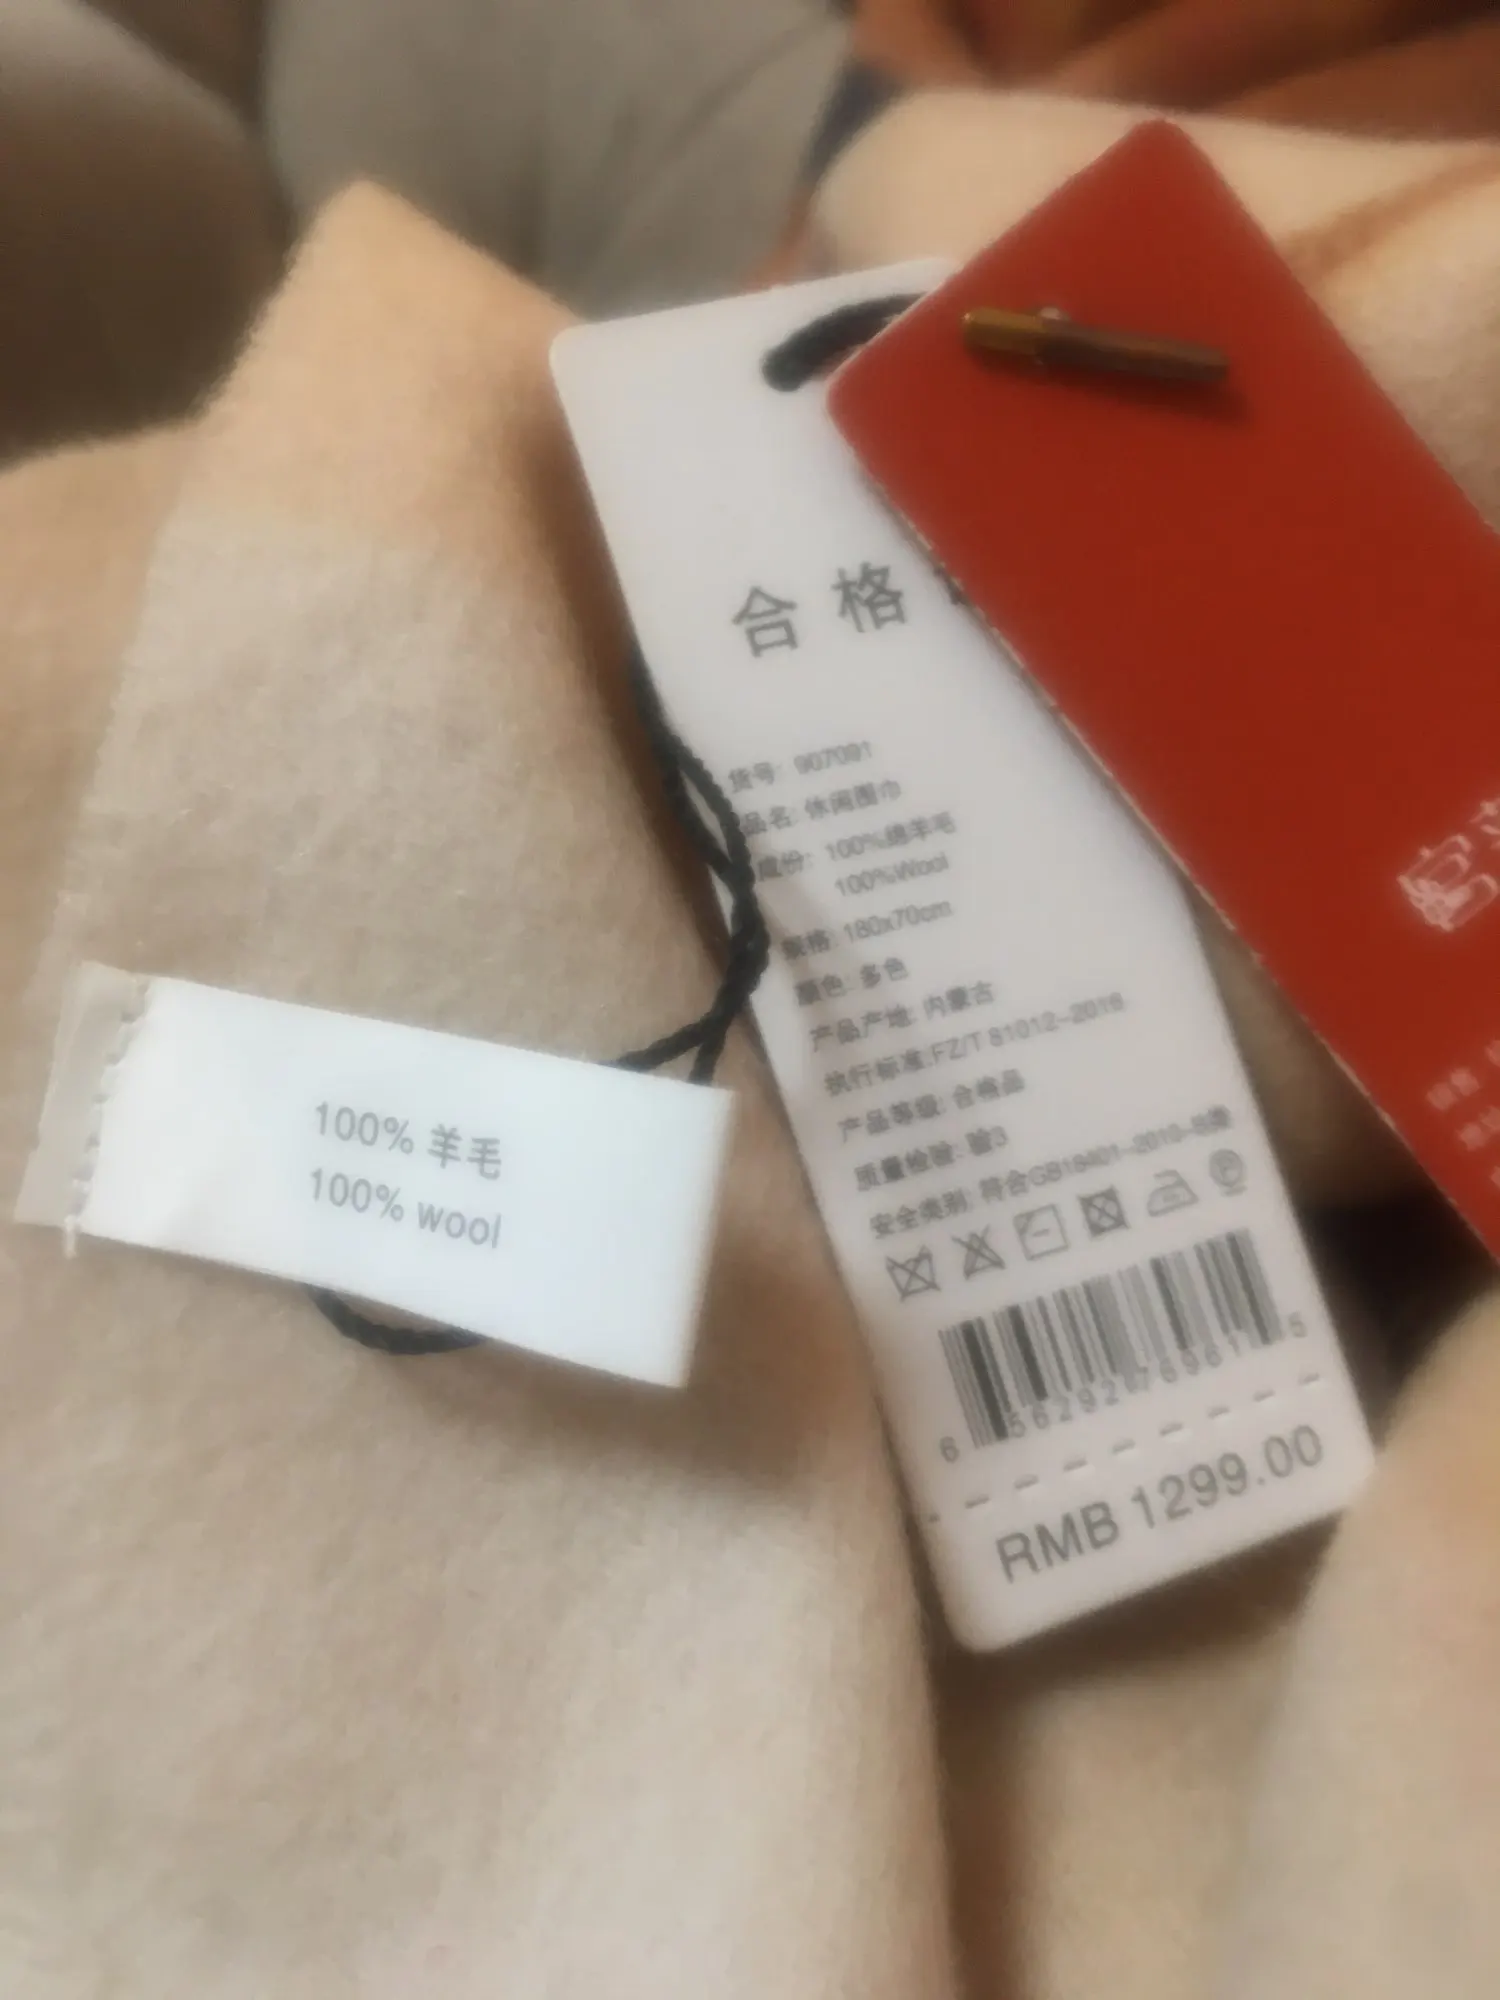 合格
货号: 907091
品名: 休闲围巾
成份: 100%绵羊毛
100%Wool
规格: 180x70cm
颜色: 多色
产品产地: 内蒙古
执行标准:FZ/T 81012-2016
产品等级: 合格品
质量检验: 验3
安全类别: 符合GB18401-2010-B类
RMB 1299.00
100% 羊毛
100% wool